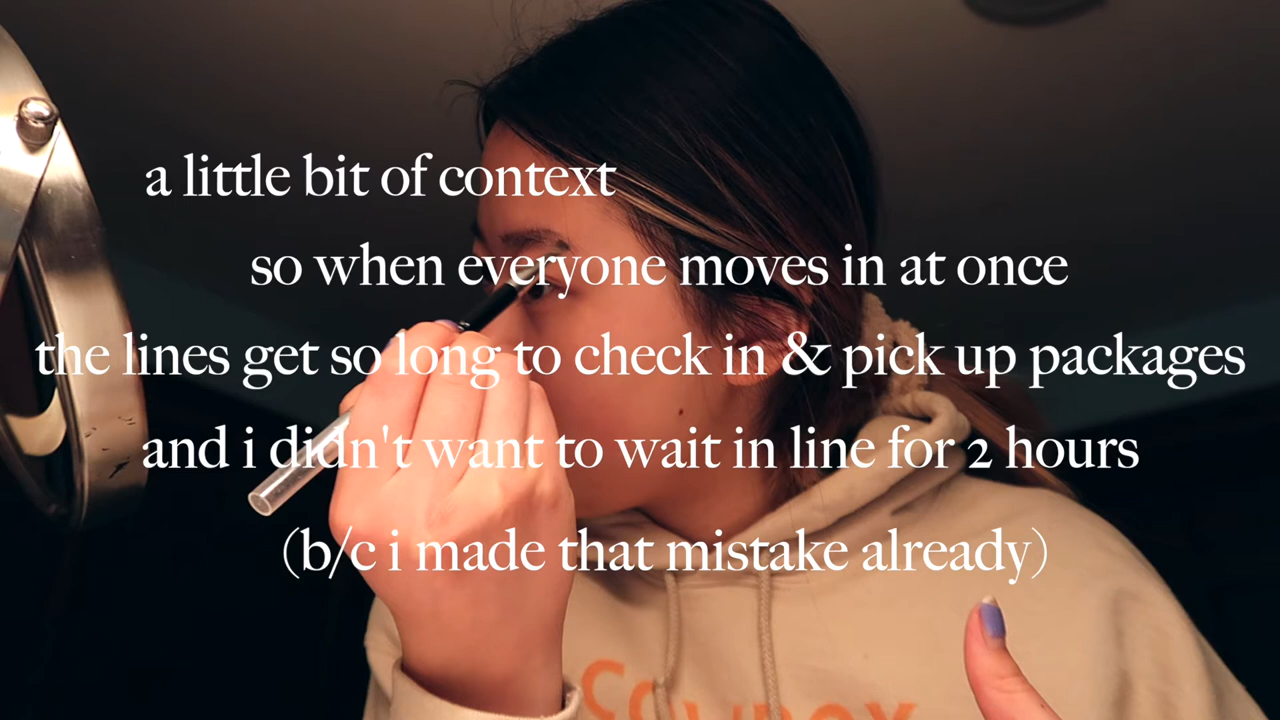 a little bit of context
so when everyone moves in at once
the lines get so long to check in & pick up packages
and i didn't want to wait in line for 2 hours
(b/c i made that mistake already)